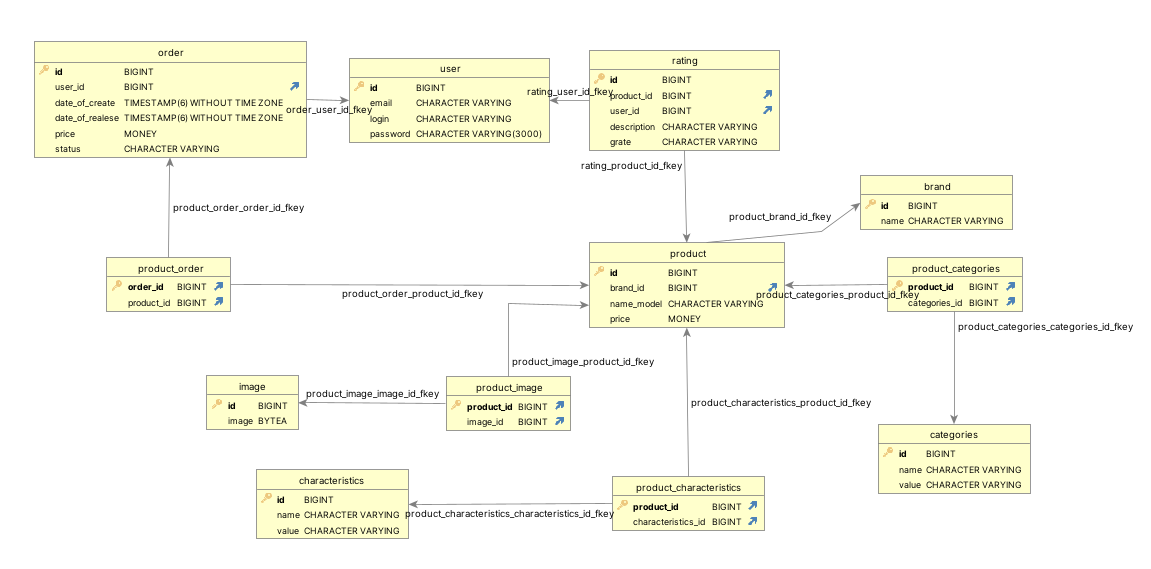 order
id BIGINT
user_id BIGINT
date_of_create TIMESTAMP(6) WITHOUT TIME ZONE
date_of_realese TIMESTAMP(6) WITHOUT TIME ZONE
price MONEY
status CHARACTER VARYING
order_user_id_fkey
user
id BIGINT
email CHARACTER VARYING
login CHARACTER VARYING
password CHARACTER VARYING(3000)
rating_user_id_fkey
rating
id BIGINT
product_id BIGINT
user_id BIGINT
description CHARACTER VARYING
grate CHARACTER VARYING
rating_product_id_fkey
brand
id BIGINT
name CHARACTER VARYING
product_brand_id_fkey
product_order_order_id_fkey
product_order
order_id BIGINT
product_id BIGINT
product_order_product_id_fkey
product
id BIGINT
brand_id BIGINT
name_model CHARACTER VARYING
price MONEY
product_categories_product_id_fkey
product_categories
product_id BIGINT
categories_id BIGINT
product_categories_categories_id_fkey
product_image_product_id_fkey
image
id BIGINT
image BYTEA
product_image_image_id_fkey
product_image
product_id BIGINT
image_id BIGINT
product_characteristics_product_id_fkey
categories
id BIGINT
name CHARACTER VARYING
value CHARACTER VARYING
characteristics
id BIGINT
name CHARACTER VARYING
value CHARACTER VARYING
product_characteristics_characteristics_id_fkey
product_characteristics
product_id BIGINT
characteristics_id BIGINT